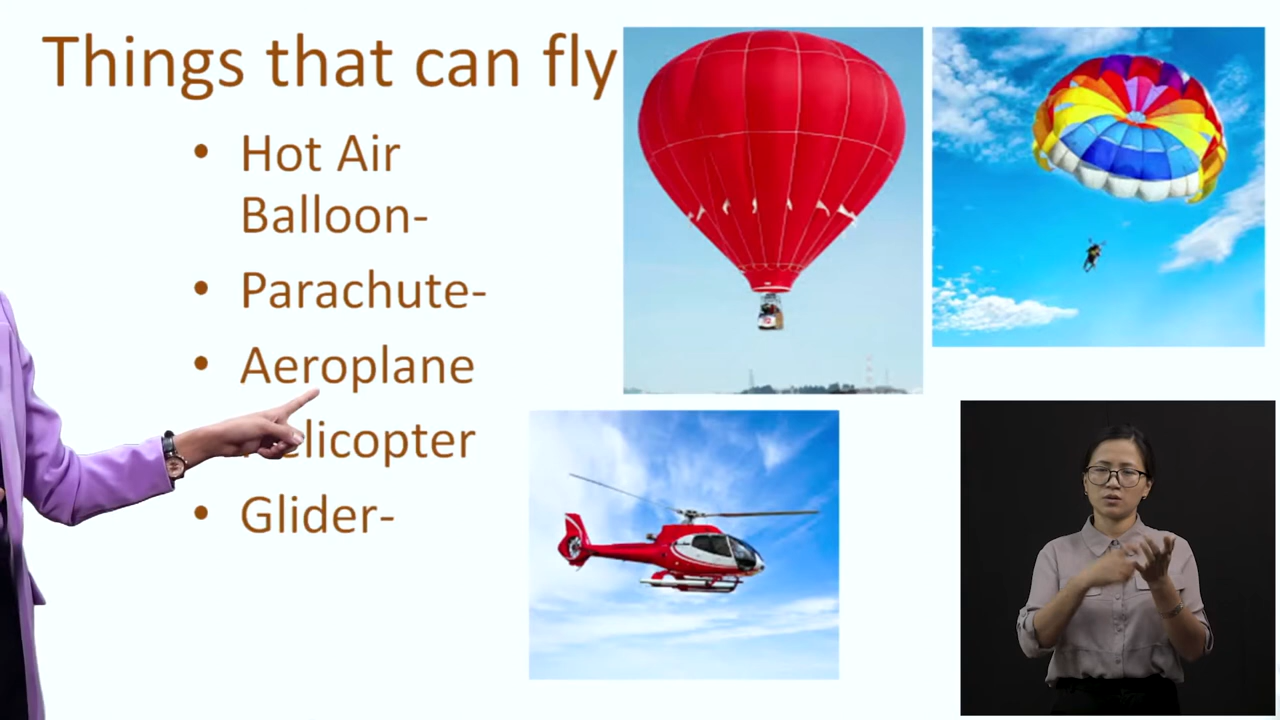 Things that can fly
• Hot Air
Balloon-
• Parachute-
• Aeroplane
elicopter
• Glider-